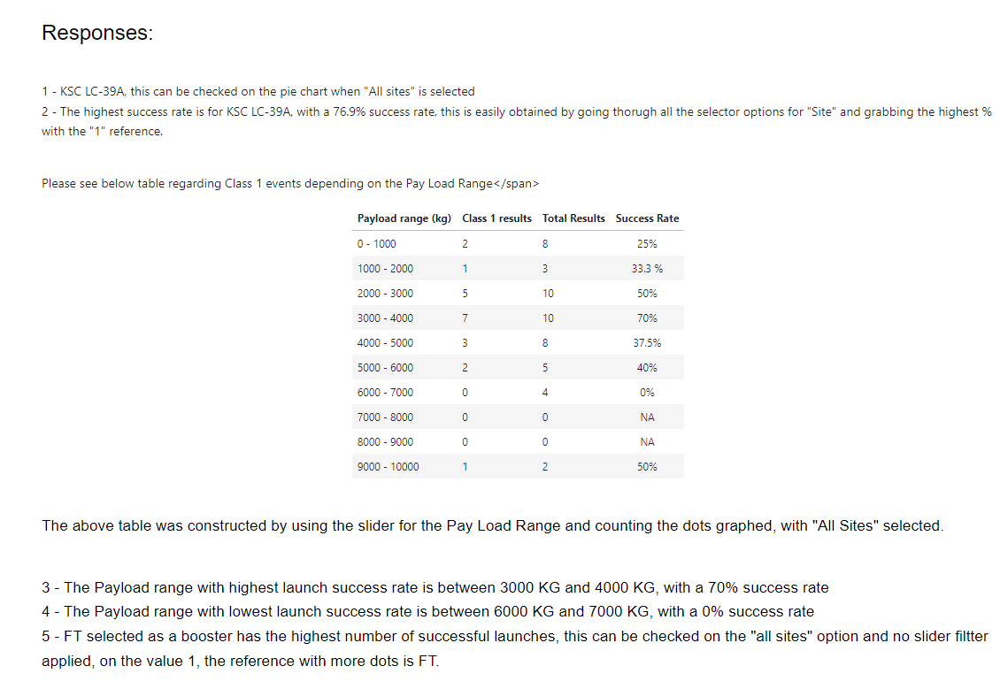 Responses:
1 - KSC LC-39A, this can be checked on the pie chart when "All sites" is selected
2 - The highest success rate is for KSC LC-39A, with a 76.9% success rate, this is easily obtained by going thorugh all the selector options for "Site" and grabbing the highest %
with the "1" reference.
Please see below table regarding Class 1 events depending on the Pay Load Range</span>
Payload range (kg) Class 1 results Total Results Success Rate
0 - 1000 2 8 25%
1000 - 2000 1 3 33.3 %
2000 - 3000 5 10 50%
3000 - 4000 7 10 70%
4000 - 5000 3 8 37.5%
5000 - 6000 2 5 40%
6000 - 7000 0 4 0%
7000 - 8000 0 0 NA
8000 - 9000 0 0 NA
9000 - 10000 1 2 50%
The above table was constructed by using the slider for the Pay Load Range and counting the dots graphed, with "All Sites" selected.
3 - The Payload range with highest launch success rate is between 3000 KG and 4000 KG, with a 70% success rate
4 - The Payload range with lowest launch success rate is between 6000 KG and 7000 KG, with a 0% success rate
5 - FT selected as a booster has the highest number of successful launches, this can be checked on the "all sites" option and no slider filtter
applied, on the value 1, the reference with more dots is FT.